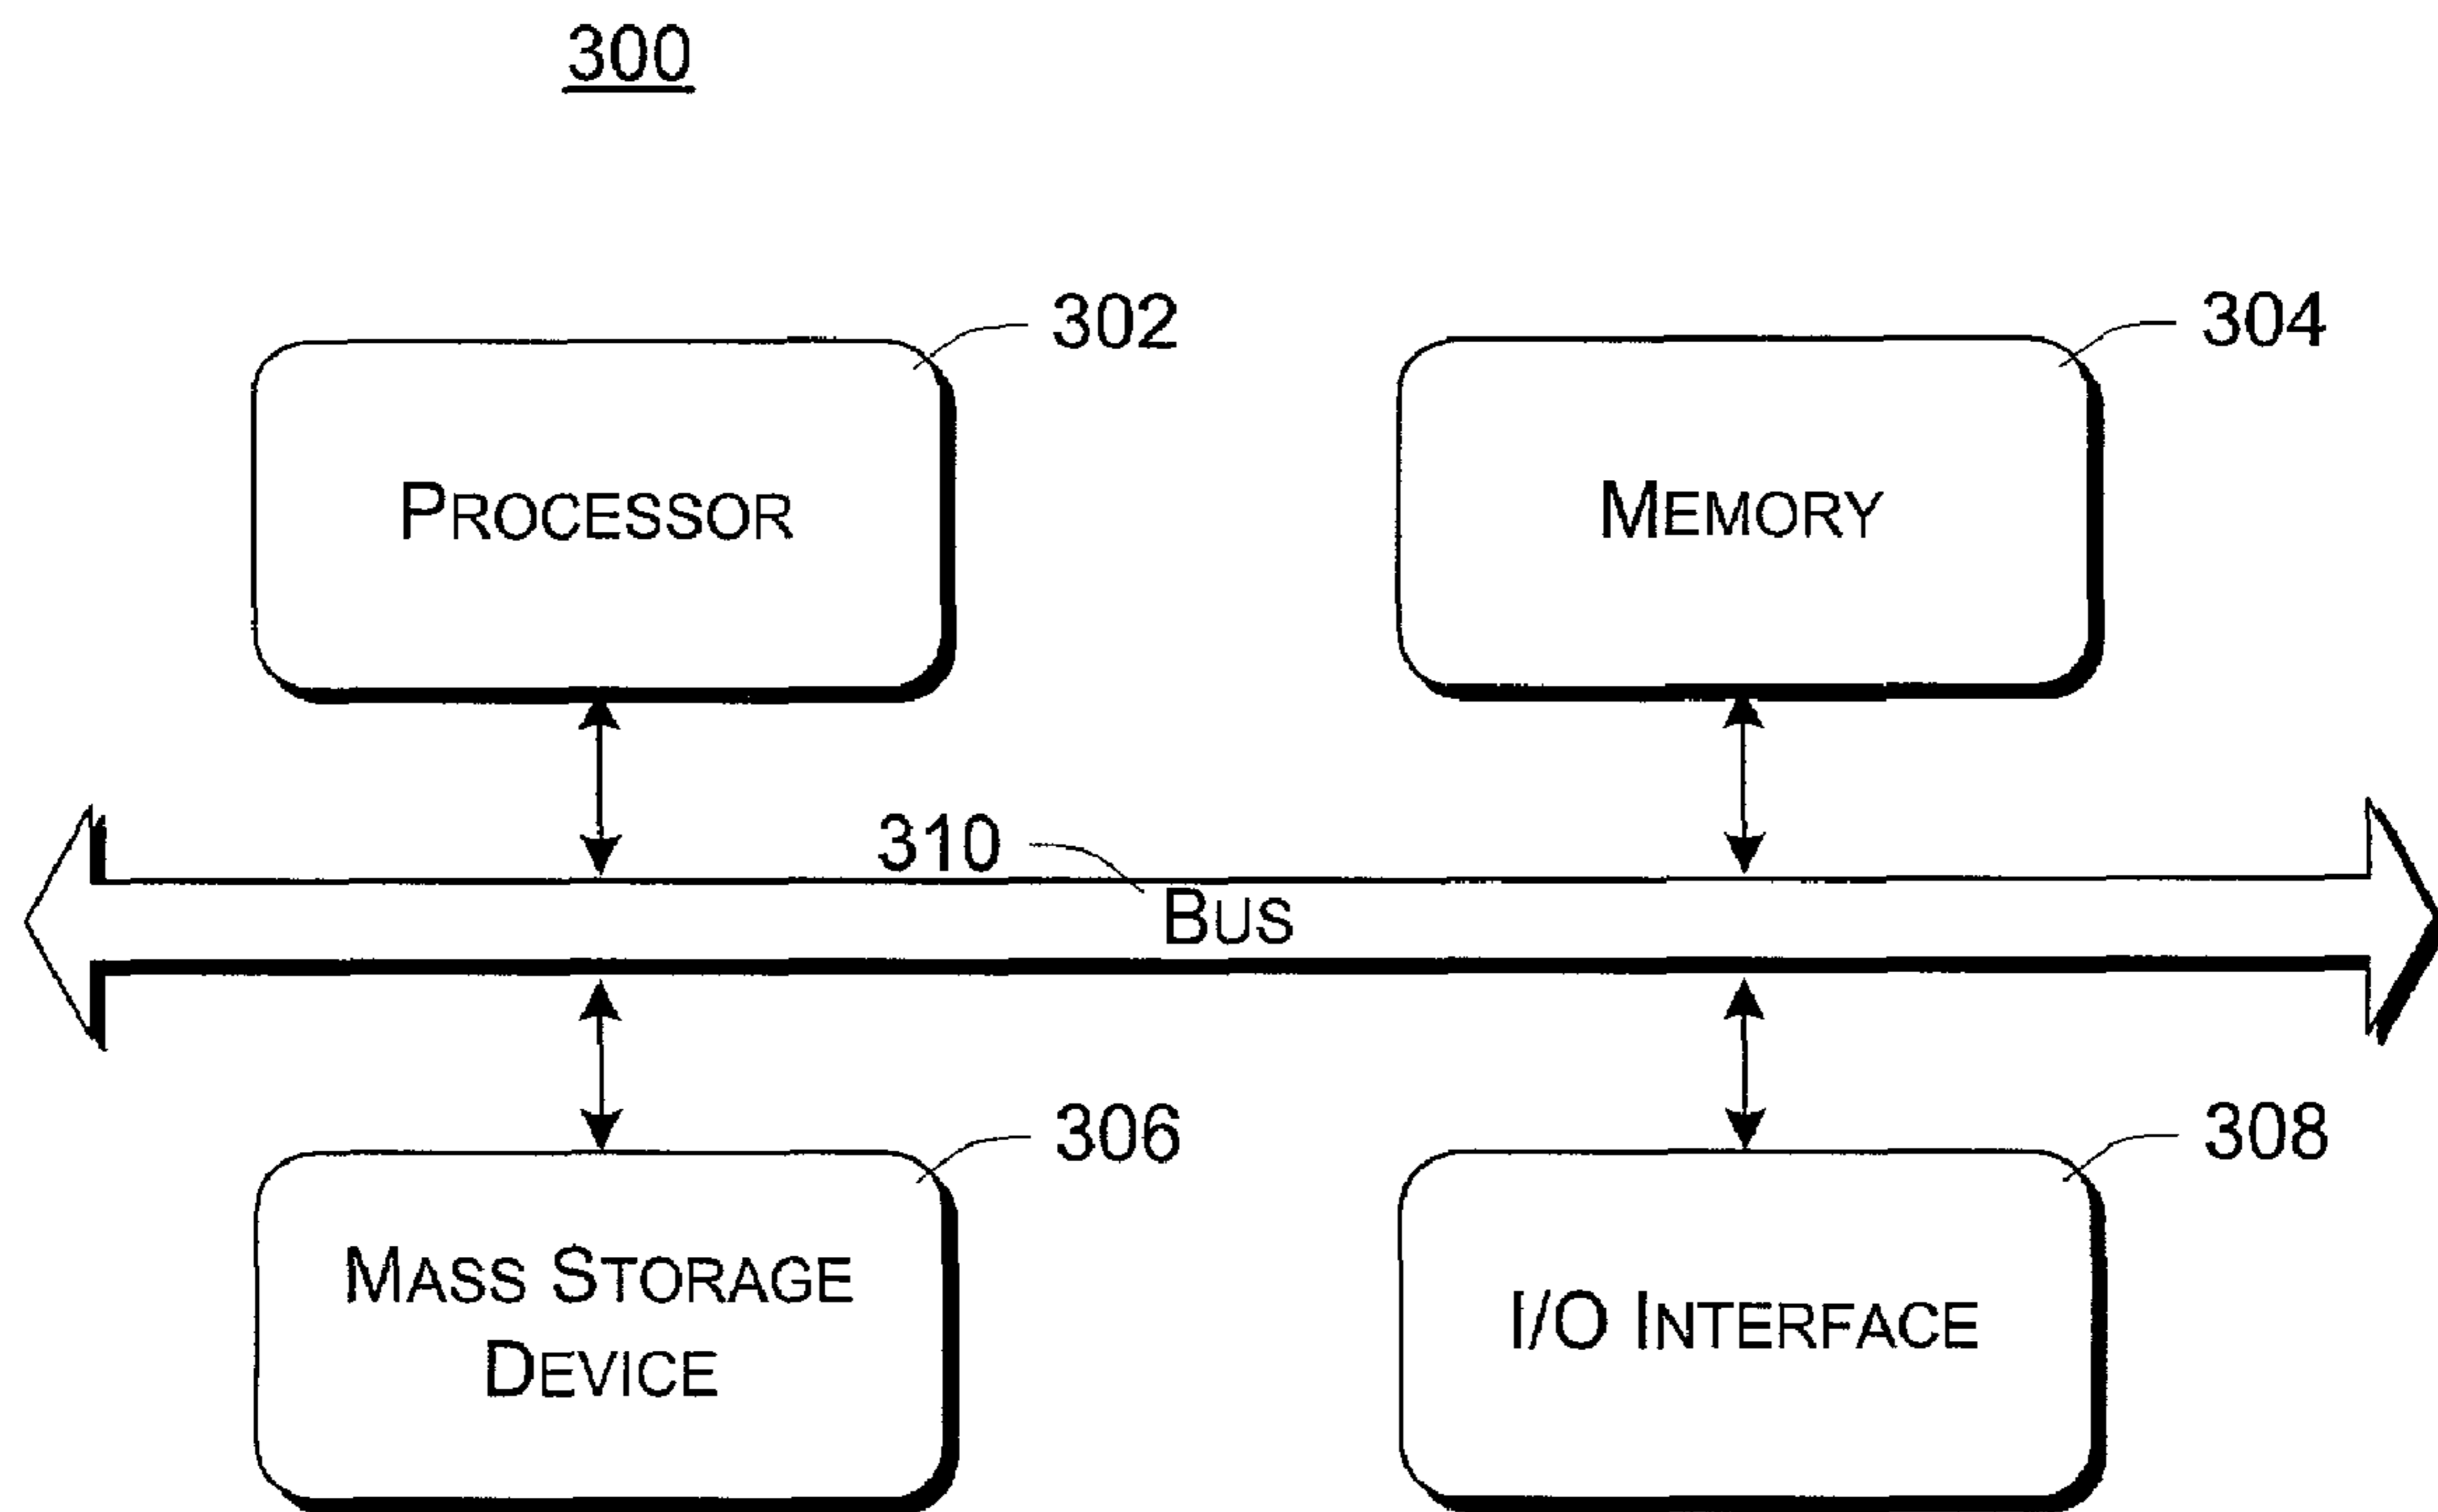 300
302
304
PROCESSOR
MEMORY
310
BUS
306
308
MASS STORAGE
DEVICE
I/O INTERFACE